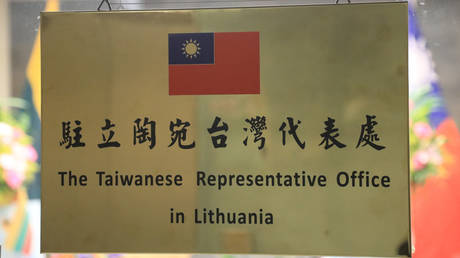 駐立陶宛台灣代表處
The Taiwanese Representative Office
in Lithuania